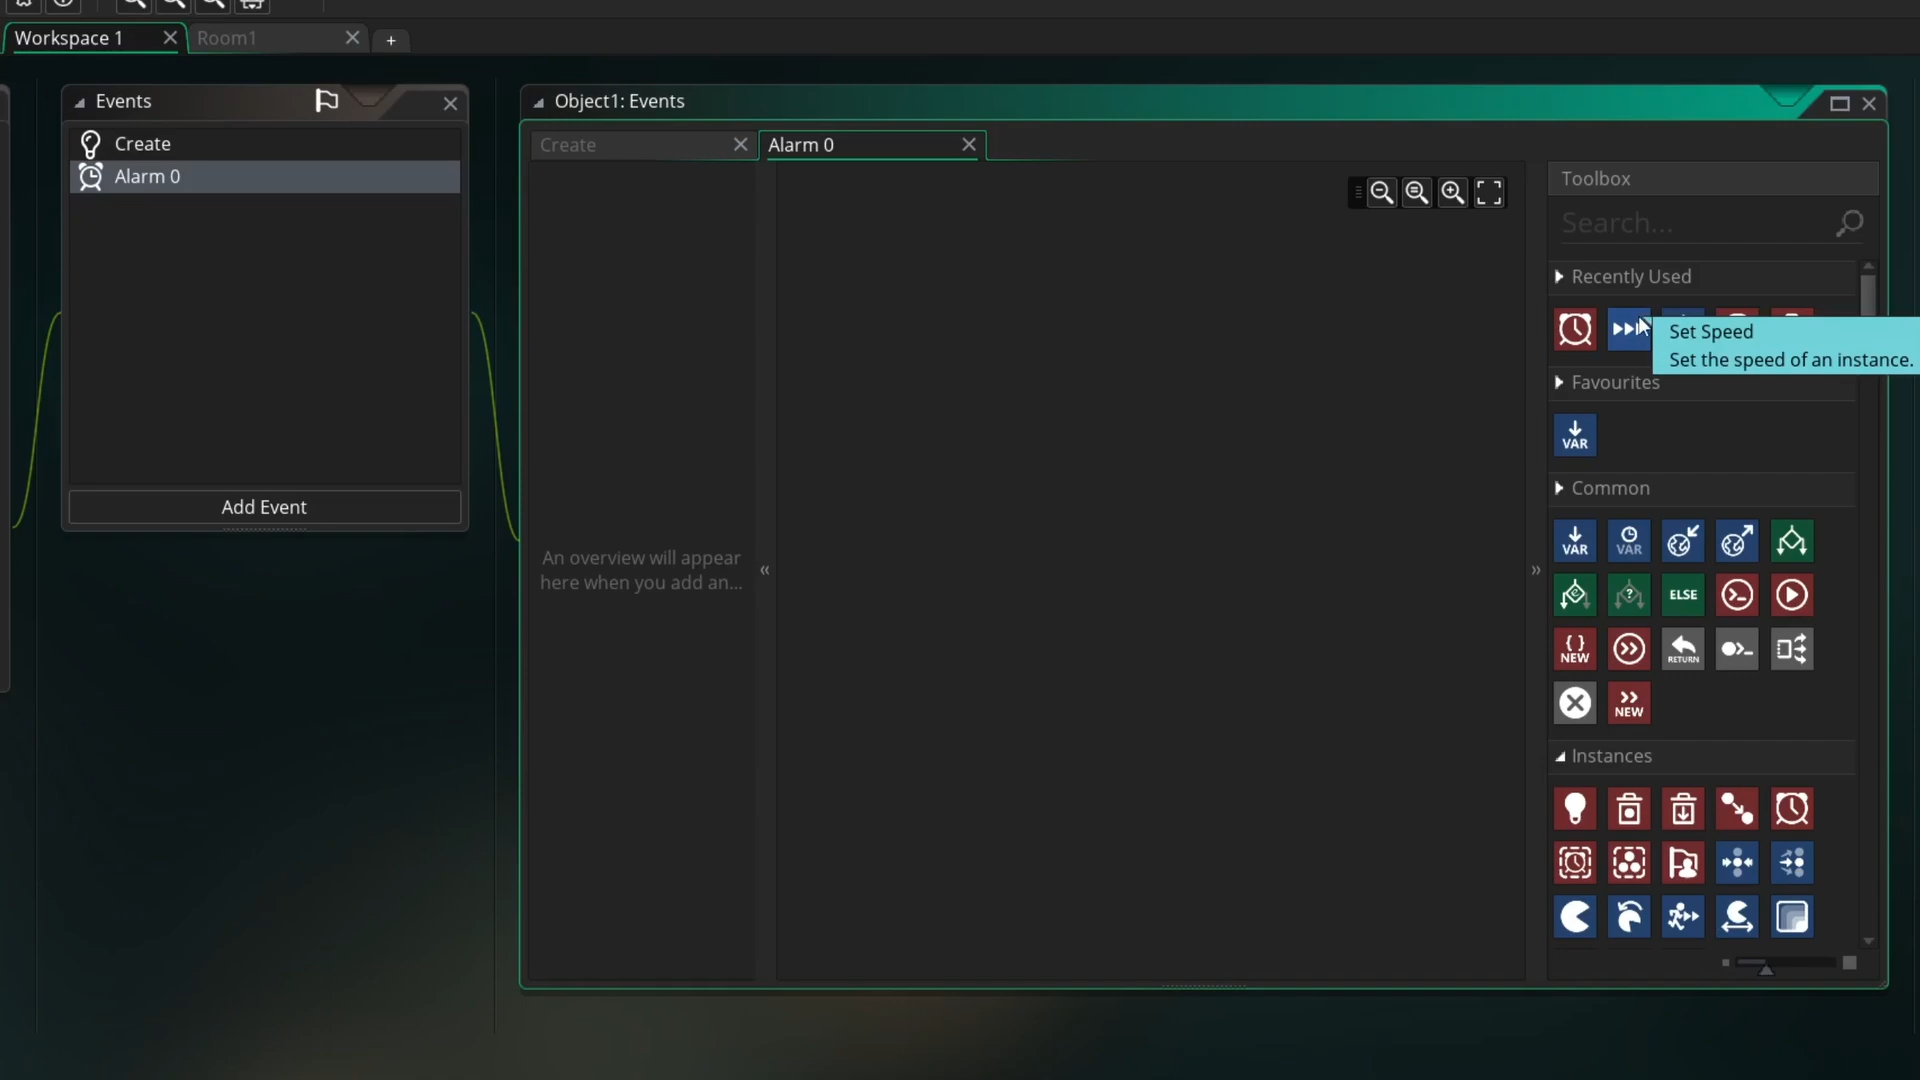 Workspace 1
Room1
+
Events
Create
Alarm 0
Add Event
Object1: Events
Create
Alarm 0
An overview will appear
here when you add an...
Toolbox
Search...
Recently Used
Set Speed
Set the speed of an instance.
Favourites
VAR
Common
VAR
VAR
ELSE
NEW
RETURN
NEW
Instances